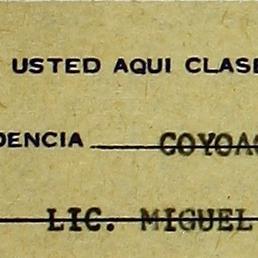 USTED AQUI CLASE
DENCIA COYOAC
LIC. MIGUEL